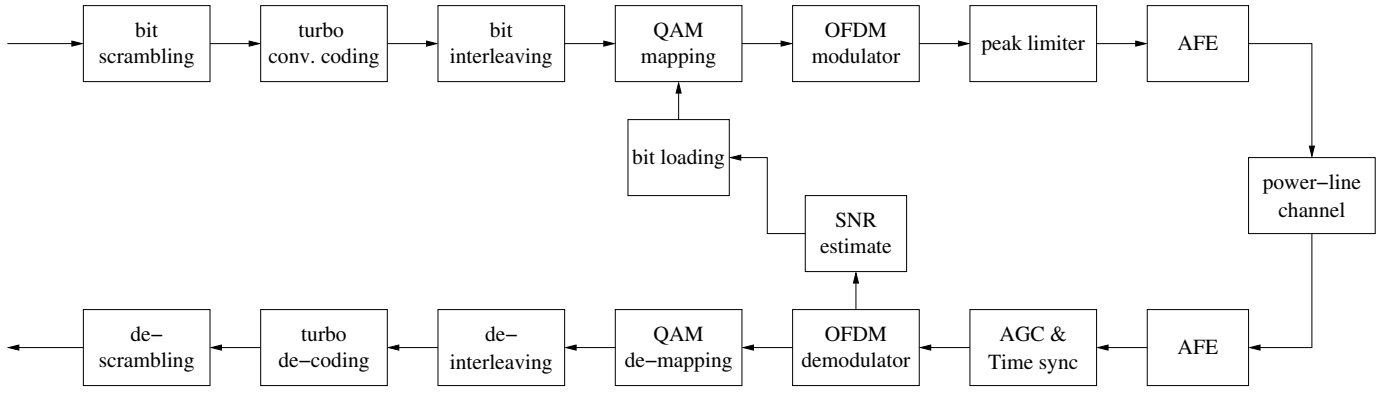 bit
scrambling
turbo
conv. coding
bit
interleaving
QAM
mapping
OFDM
modulator
peak limiter
AFE
bit loading
power−line
channel
SNR
estimate
de−
scrambling
turbo
de−coding
de−
interleaving
QAM
de−mapping
OFDM
demodulator
AGC &
Time sync
AFE